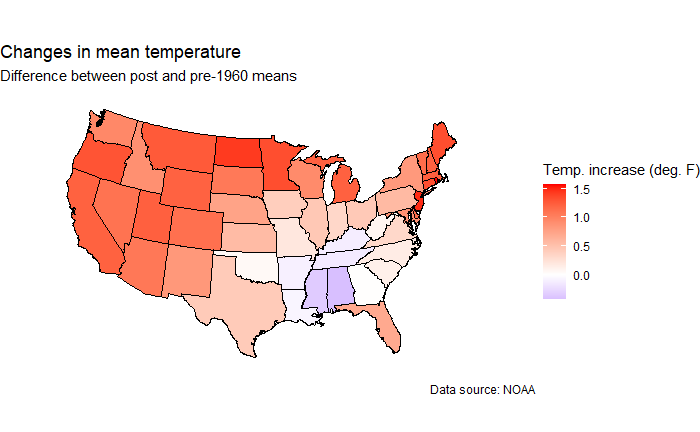 Changes in mean temperature
Difference between post and pre-1960 means
Temp. increase (deg. F)
1.5
1.0
0.5
0.0
Data source: NOAA